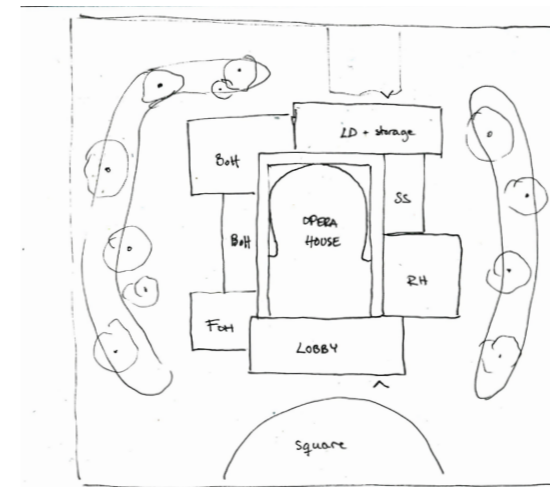 LD + storage
BOH
SS
OPERA
HOUSE
BOH
RH
FOH
LOBBY
square